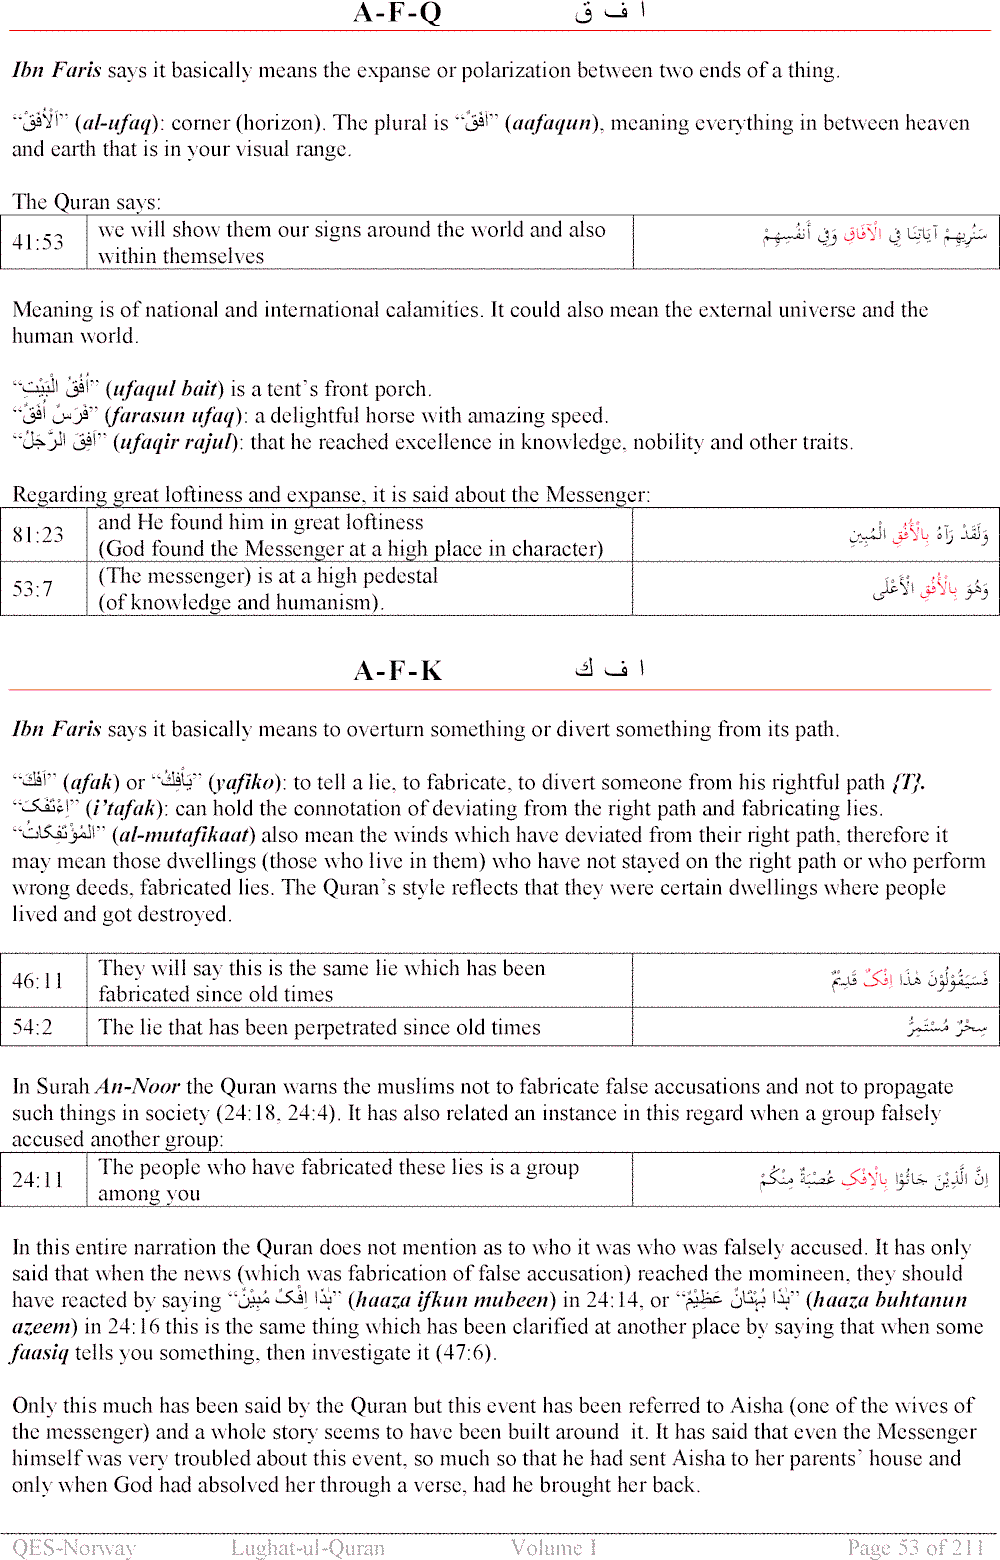 A-F-Q ا ف ق
Ibn Faris says it basically means the expanse or polarization between two ends of a thing.
“اَلْاُفَقُ” (al-ufaq): corner (horizon). The plural is “اَفَقٌ” (aafaqun), meaning everything in between heaven
and earth that is in your visual range.
The Quran says:
41:53 we will show them our signs around the world and also سَنُرِيهِمْ آيَاتِنَا فِي الْآفَاقِ وَفِي أَنفُسِهِمْ
within themselves
Meaning is of national and international calamities. It could also mean the external universe and the
human world.
“اُفُقُ الْبَيْتِ” (ufaqul bait) is a tent’s front porch.
“فَرَسٌ اُفَقٌ” (farasun ufaq): a delightful horse with amazing speed.
“اَفِقَ الرَّجَلُ” (ufaqir rajul): that he reached excellence in knowledge, nobility and other traits.
Regarding great loftiness and expanse, it is said about the Messenger:
81:23 and He found him in great loftiness وَلَقَدْ رَآهُ بِالْأُفُقِ الْمُبِينِ
(God found the Messenger at a high place in character)
53:7 (The messenger) is at a high pedestal وَهُوَ بِالْأُفُقِ الْأَعْلَى
(of knowledge and humanism).
A-F-K ا ف ك
Ibn Faris says it basically means to overturn something or divert something from its path.
“اَفَكَ” (afak) or “يَأْفِكُ” (yafiko): to tell a lie, to fabricate, to divert someone from his rightful path {T}.
“اِءْتَفَکَ” (i’tafak): can hold the connotation of deviating from the right path and fabricating lies.
“اَلمُؤْتَفِکَاتُ” (al-mutafikaat) also mean the winds which have deviated from their right path, therefore it
may mean those dwellings (those who live in them) who have not stayed on the right path or who perform
wrong deeds, fabricated lies. The Quran’s style reflects that they were certain dwellings where people
lived and got destroyed.
46:11 They will say this is the same lie which has been فَسَيَقُوْلُوْنَ هٰذَا اِفْکٌ قَدِيْمٌ
fabricated since old times
54:2 The lie that has been perpetrated since old times سِحْرٌ مُسْتَمِرٌّ
In Surah An-Noor the Quran warns the muslims not to fabricate false accusations and not to propagate
such things in society (24:18, 24:4). It has also related an instance in this regard when a group falsely
accused another group:
24:11 The people who have fabricated these lies is a group اِنَّ الَّذِيْنَ جَائُوْا بِالْاِفْکِ عُصْبَةٌ مِنْکُمْ
among you
In this entire narration the Quran does not mention as to who it was who was falsely accused. It has only
said that when the news (which was fabrication of false accusation) reached the momineen, they should
have reacted by saying “ہٰذَا اِفْکٌ مُبِيْنٌ” (haaza ifkun mubeen) in 24:14, or “ہٰذَا بُہْتَانٌ عَظِيْمٌ” (haaza buhtanun
azeem) in 24:16 this is the same thing which has been clarified at another place by saying that when some
faasiq tells you something, then investigate it (47:6).
Only this much has been said by the Quran but this event has been referred to Aisha (one of the wives of
the messenger) and a whole story seems to have been built around it. It has said that even the Messenger
himself was very troubled about this event, so much so that he had sent Aisha to her parents’ house and
only when God had absolved her through a verse, had he brought her back.
QES-Norway Lughat-ul-Quran Volume I Page 53 of 211